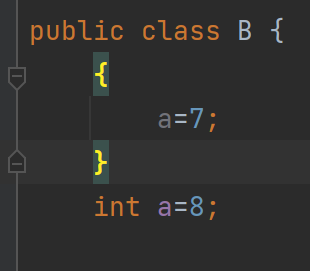 public class B {
{
a=7;
}
int a=8;